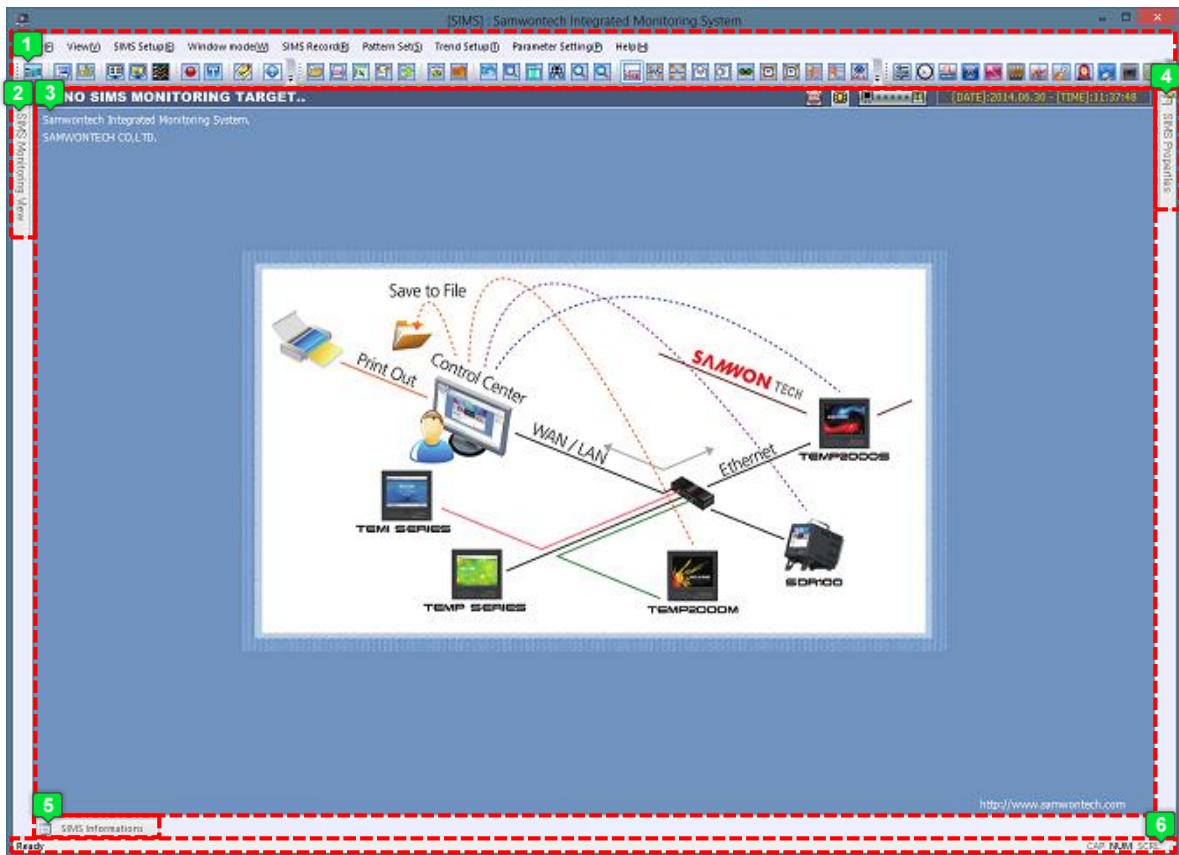 [SIMS] : Samwontech Integrated Monitoring System
1
View(V) SIMS Setup(E) Window mode(W) SIMS Record(R) Pattern Set(S) Trend Setup(T) Parameter Setting(P) Help(H)
2 3 NO SIMS MONITORING TARGET..
[DATE]:2014.06.30 - [TIME]:11:37:48
4
Samwontech Integrated Monitoring System.
SAMWONTECH CO,LTD.
SIMS Monitoring View
SIMS Properties
Save to File
Print Out
Control Center
SAMWON TECH
WAN / LAN
Ethernet
TEMP2000S
TEMI SERIES
SDR100
TEMP SERIES
TEMP2000M
http://www.samwontech.com
5
SIMS Informations
6
Ready
CAP NUM SCRL